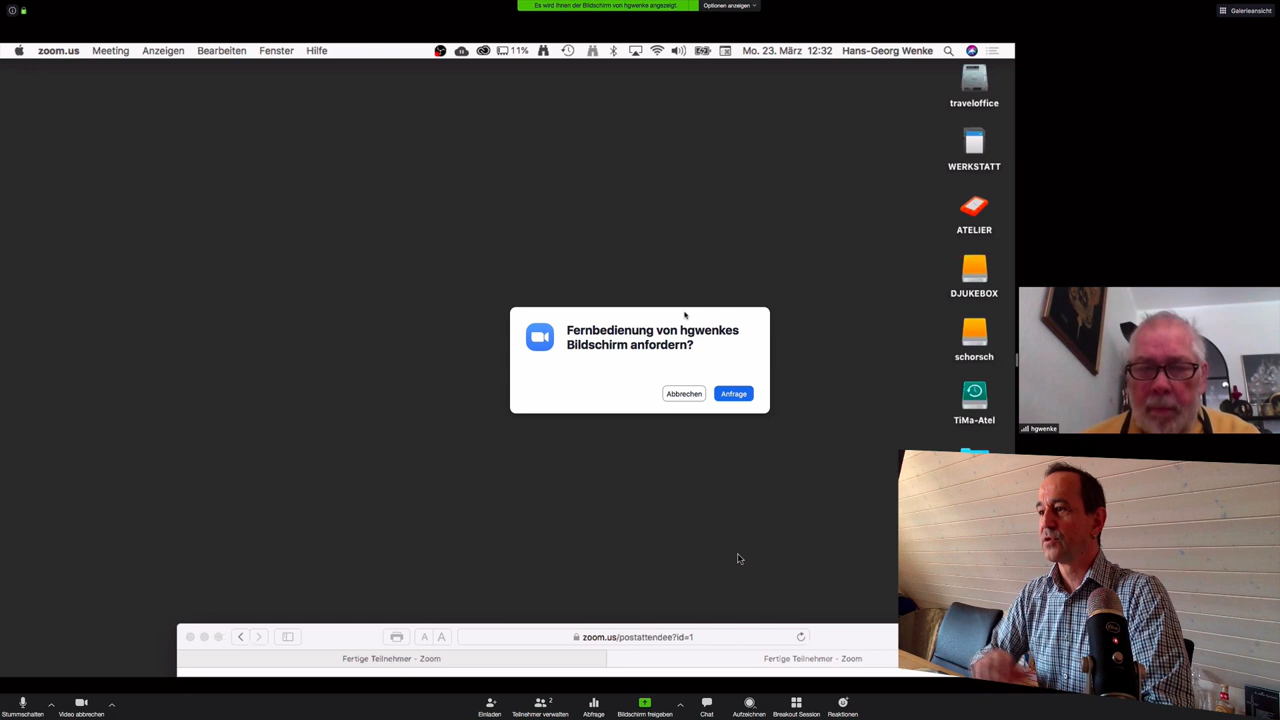 Es wird Ihnen der Bildschirm von hgwenke angezeigt.
Optionen anzeigen
Galerieansicht
zoom.us Meeting Anzeigen Bearbeiten Fenster Hilfe
11%
Mo. 23. März 12:32 Hans-Georg Wenke
traveloffice
WERKSTATT
ATELIER
DJUKEBOX
schorsch
TiMa-Atel
Fernbedienung von hgwenkes
Bildschirm anfordern?
Abbrechen Anfrage
hgwenke
A A zoom.us/postattendee?id=1
Fertige Teilnehmer - Zoom Fertige Teilnehmer - Zoom
2
Stummschalten Video abbrechen Einladen Teilnehmer verwalten Abfrage Bildschirm freigeben Chat Aufzeichnen Breakout Session Reaktionen